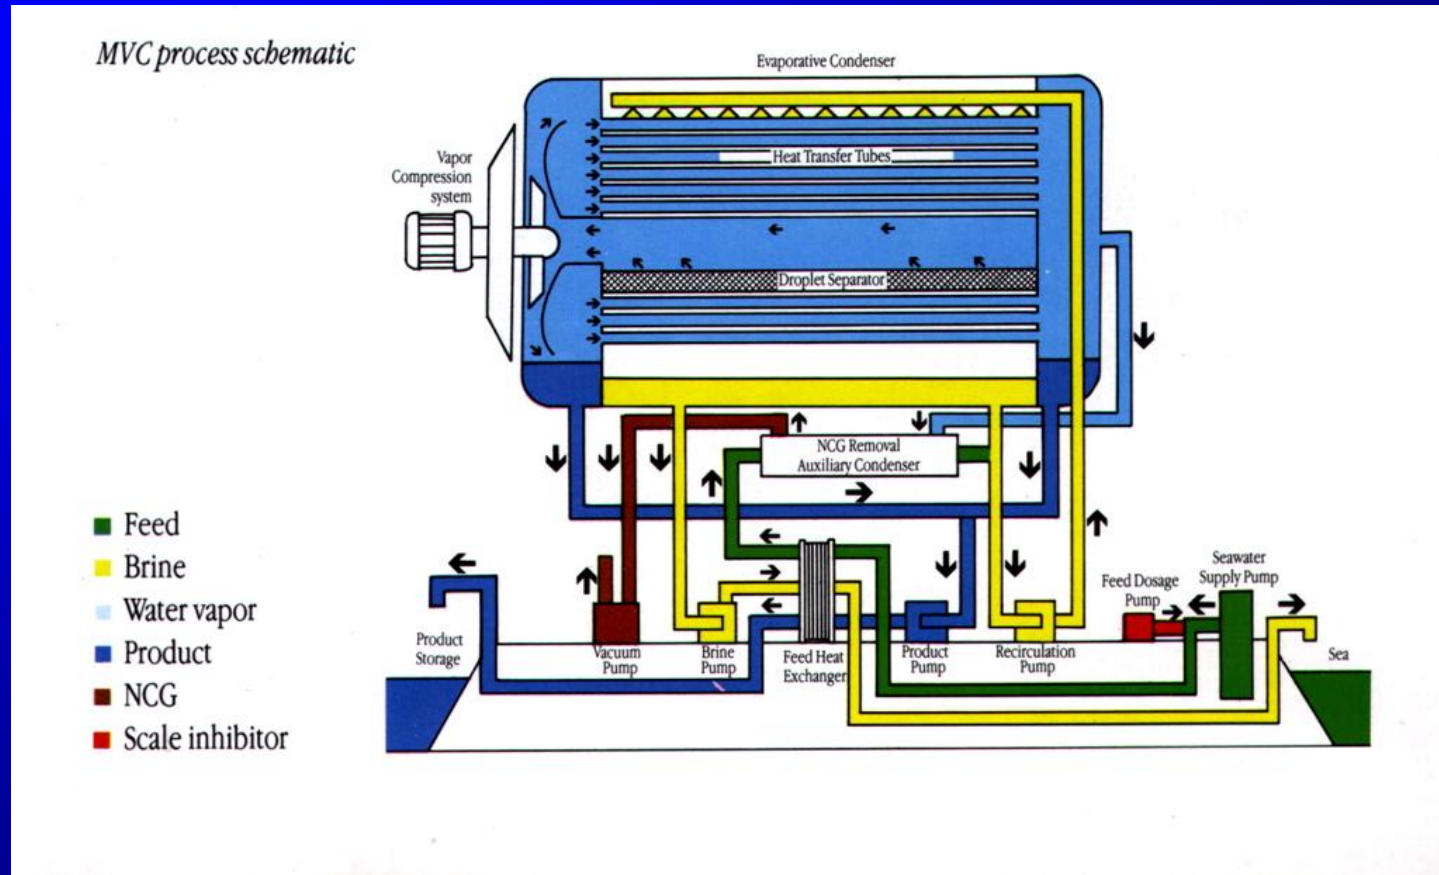 MVC process schematic
Evaporative Condenser
Vapor
Compression
system
Heat Transfer Tubes
Droplet Separator
NCG Removal
Auxiliary Condenser
Feed
Brine
Water vapor
Product
NCG
Scale inhibitor
Product
Storage
Vacuum
Pump
Brine
Pump
Feed Heat
Exchanger
Product
Pump
Recirculation
Pump
Feed Dosage
Pump
Seawater
Supply Pump
Sea